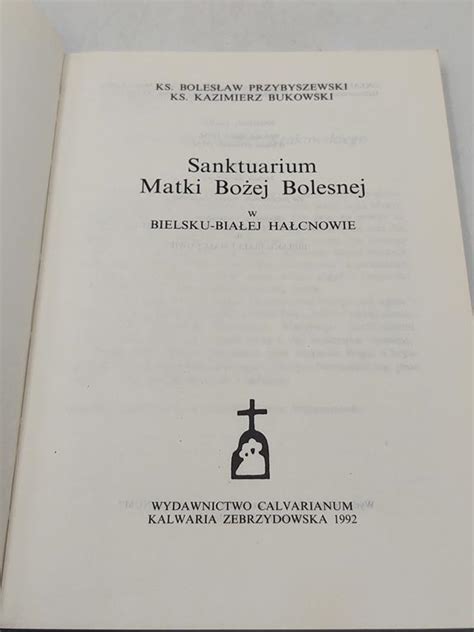 KS. BOLESŁAW PRZYBYSZEWSKI
KS. KAZIMIERZ BUKOWSKI
Sanktuarium
Matki Bożej Bolesnej
w
BIELSKU-BIAŁEJ HAŁCNOWIE
WYDAWNICTWO CALVARIANUM
KALWARIA ZEBRZYDOWSKA 1992